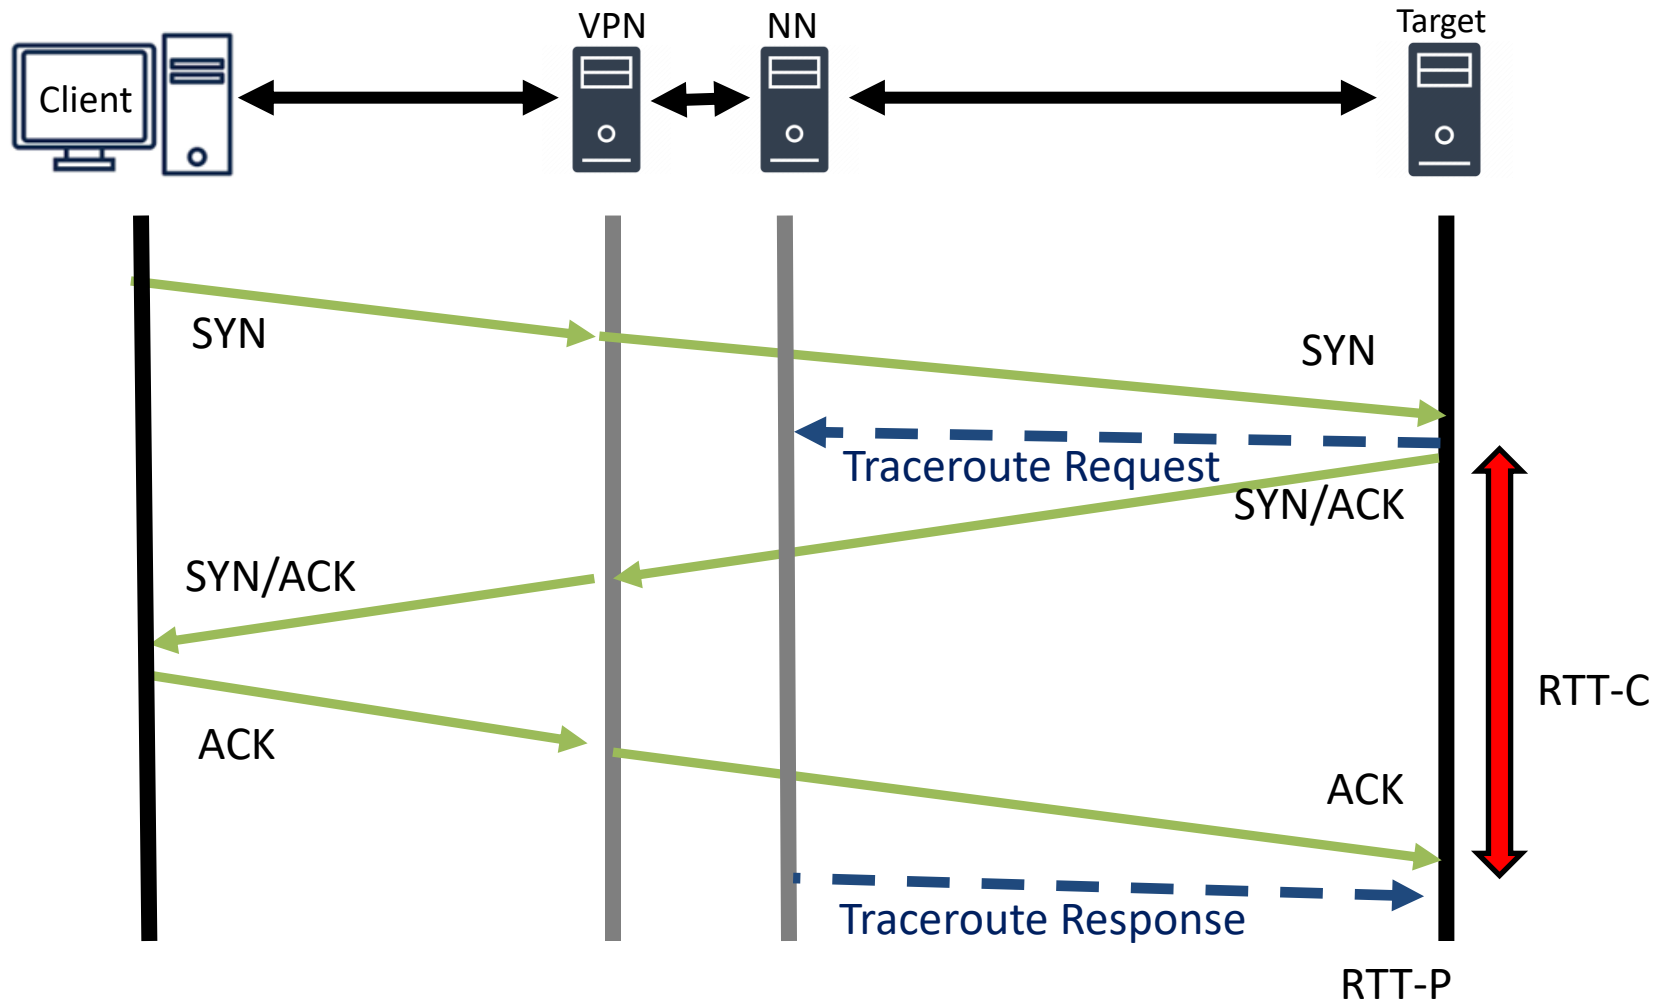 VPN
NN
Target
Client
SYN
SYN
Traceroute Request
SYN/ACK
SYN/ACK
RTT-C
ACK
ACK
Traceroute Response
RTT-P